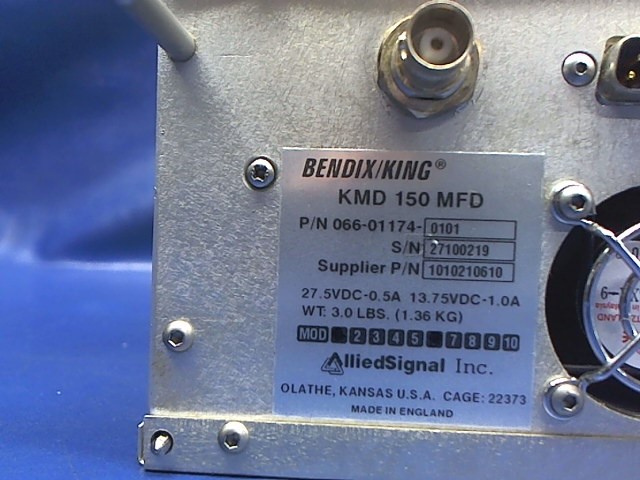 BENDIX/KING®
KMD 150 MFD
P/N 066-01174-0101
S/N 27100219
Supplier P/N 1010210610
27.5VDC-0.5A 13.75VDC-1.0A
WT: 3.0 LBS. (1.36 KG)
MOD 2 3 4 5 7 8 9 10
AlliedSignal Inc.
OLATHE, KANSAS U.S.A. CAGE: 22373
MADE IN ENGLAND